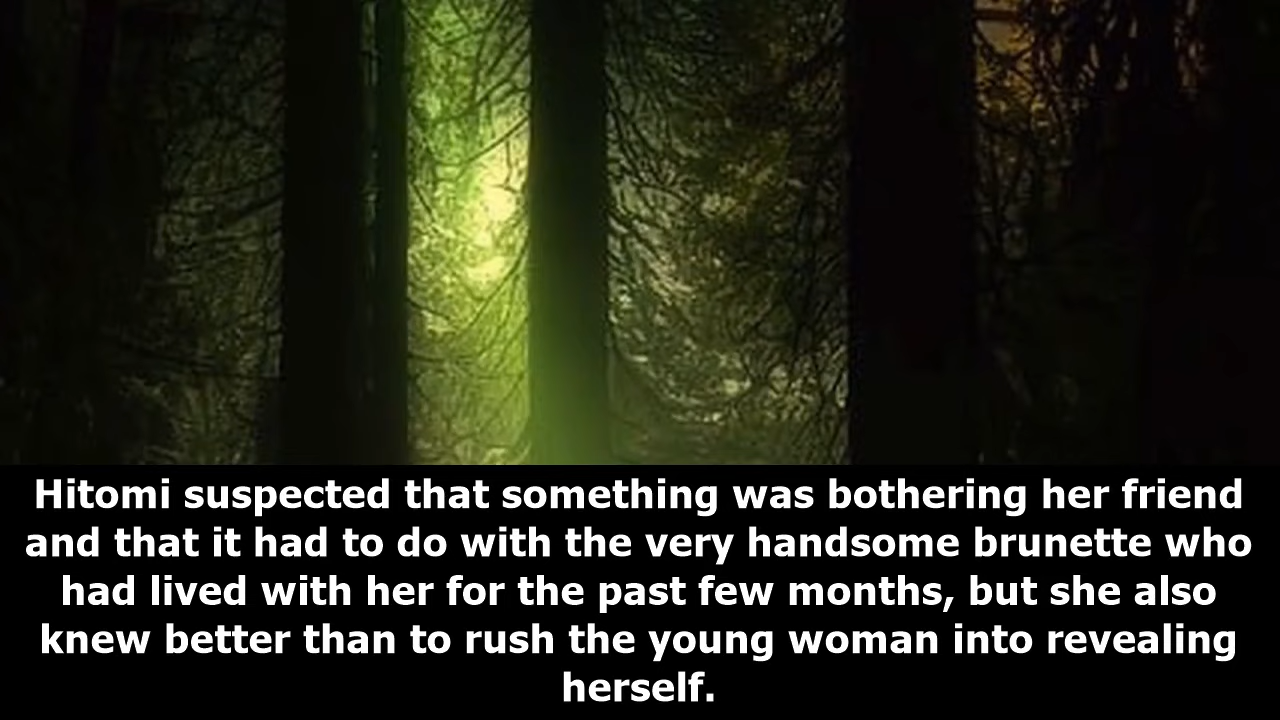 Hitomi suspected that something was bothering her friend
and that it had to do with the very handsome brunette who
had lived with her for the past few months, but she also
knew better than to rush the young woman into revealing
herself.